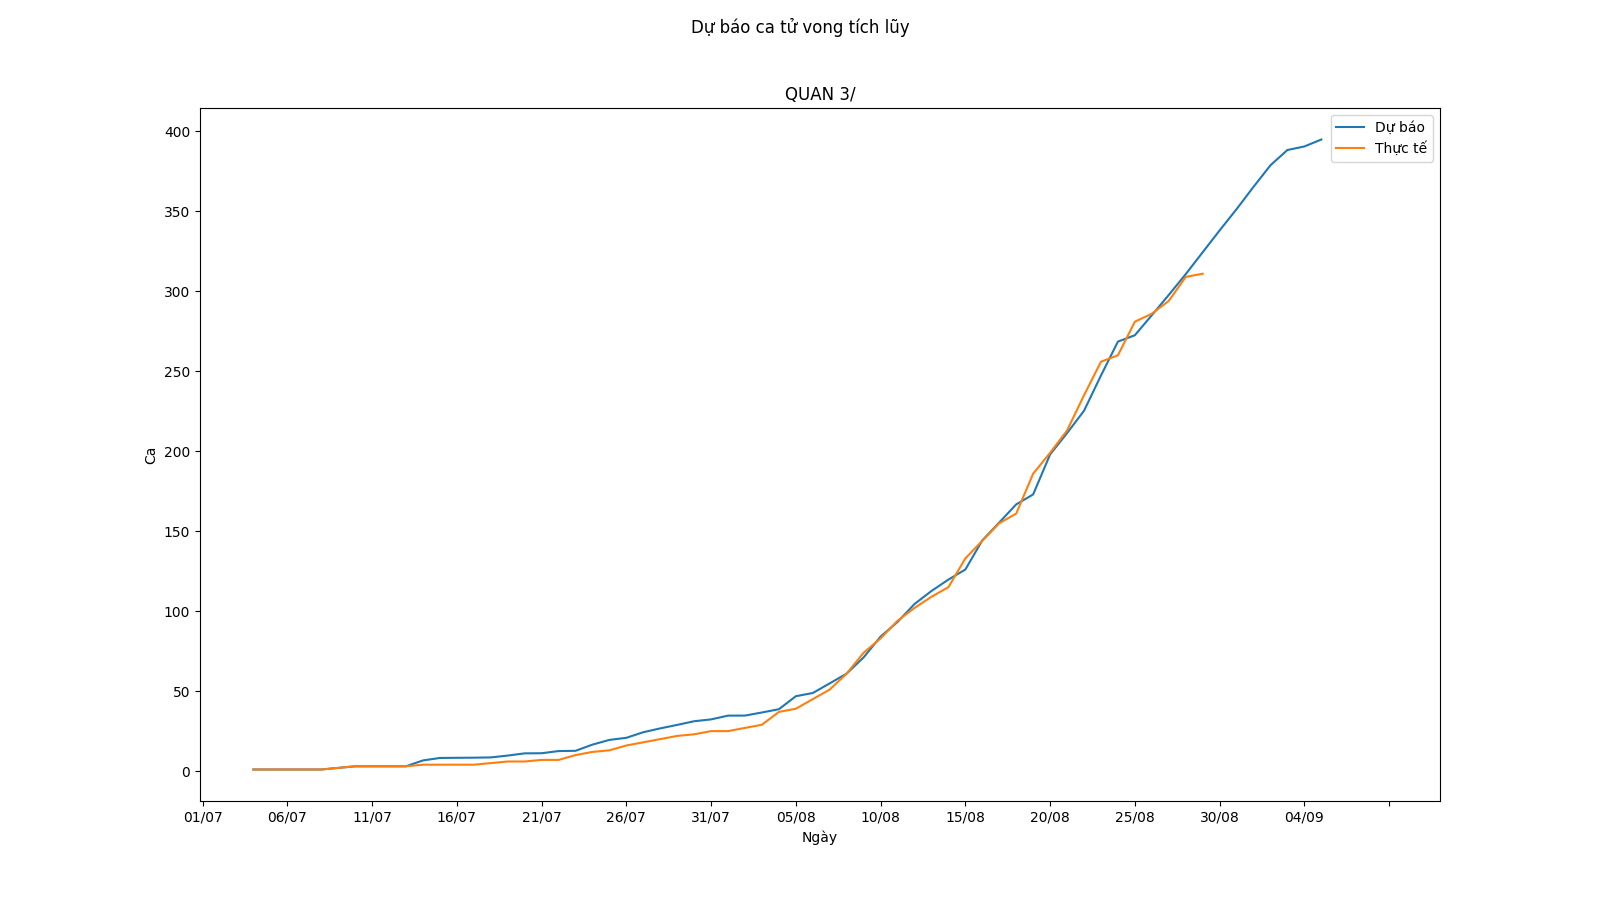 Dự báo ca tử vong tích lũy
QUAN 3/
Dự báo
Thực tế
400
350
300
250
200
150
100
50
0
Ca
01/07 06/07 11/07 16/07 21/07 26/07 31/07 05/08 10/08 15/08 20/08 25/08 30/08 04/09
Ngày